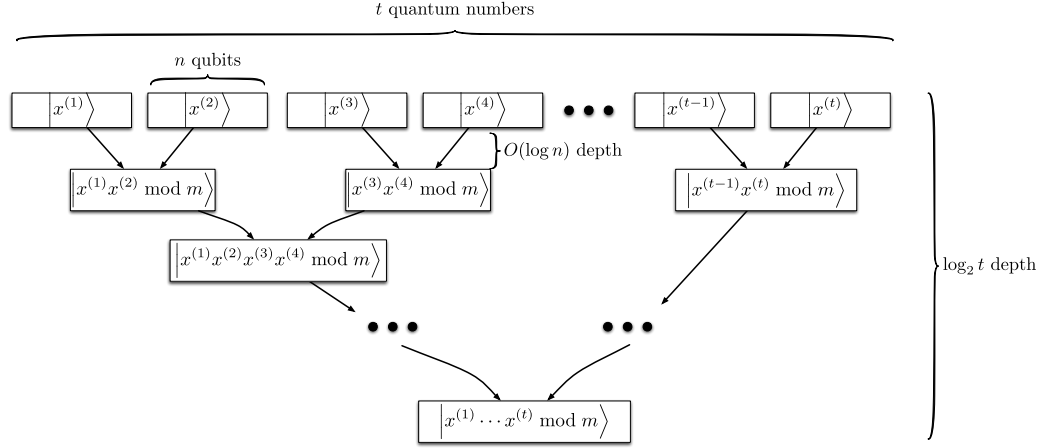 t quantum numbers
n qubits
|x^{(1)}⟩ |x^{(2)}⟩ |x^{(3)}⟩ |x^{(4)}⟩ ••• |x^{(t−1)}⟩ |x^{(t)}⟩
O(log n) depth
|x^{(1)}x^{(2)} mod m⟩ |x^{(3)}x^{(4)} mod m⟩ |x^{(t−1)}x^{(t)} mod m⟩
|x^{(1)}x^{(2)}x^{(3)}x^{(4)} mod m⟩
log₂ t depth
••• •••
|x^{(1)} ⋯ x^{(t)} mod m⟩